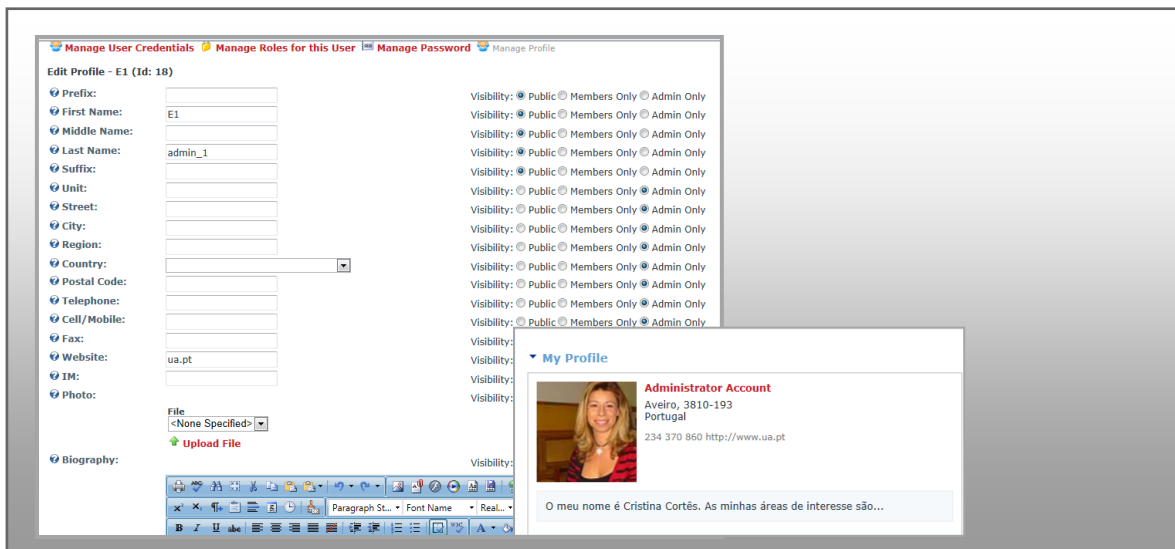 Manage User Credentials Manage Roles for this User Manage Password Manage Profile
Edit Profile - E1 (Id: 18)
Prefix: Visibility: Public Members Only Admin Only
First Name: E1 Visibility: Public Members Only Admin Only
Middle Name: Visibility: Public Members Only Admin Only
Last Name: admin_1 Visibility: Public Members Only Admin Only
Suffix: Visibility: Public Members Only Admin Only
Unit: Visibility: Public Members Only Admin Only
Street: Visibility: Public Members Only Admin Only
City: Visibility: Public Members Only Admin Only
Region: Visibility: Public Members Only Admin Only
Country: Visibility: Public Members Only Admin Only
Postal Code: Visibility: Public Members Only Admin Only
Telephone: Visibility: Public Members Only Admin Only
Cell/Mobile: Visibility: Public Members Only Admin Only
Fax: Visibility:
Website: ua.pt Visibility:
IM: Visibility:
Photo: Visibility:
File
<None Specified>
Upload File
Biography: Visibility:
Paragraph St... Font Name Real...
B I U abc
My Profile
Administrator Account
Aveiro, 3810-193
Portugal
234 370 860 http://www.ua.pt
O meu nome é Cristina Cortês. As minhas áreas de interesse são...